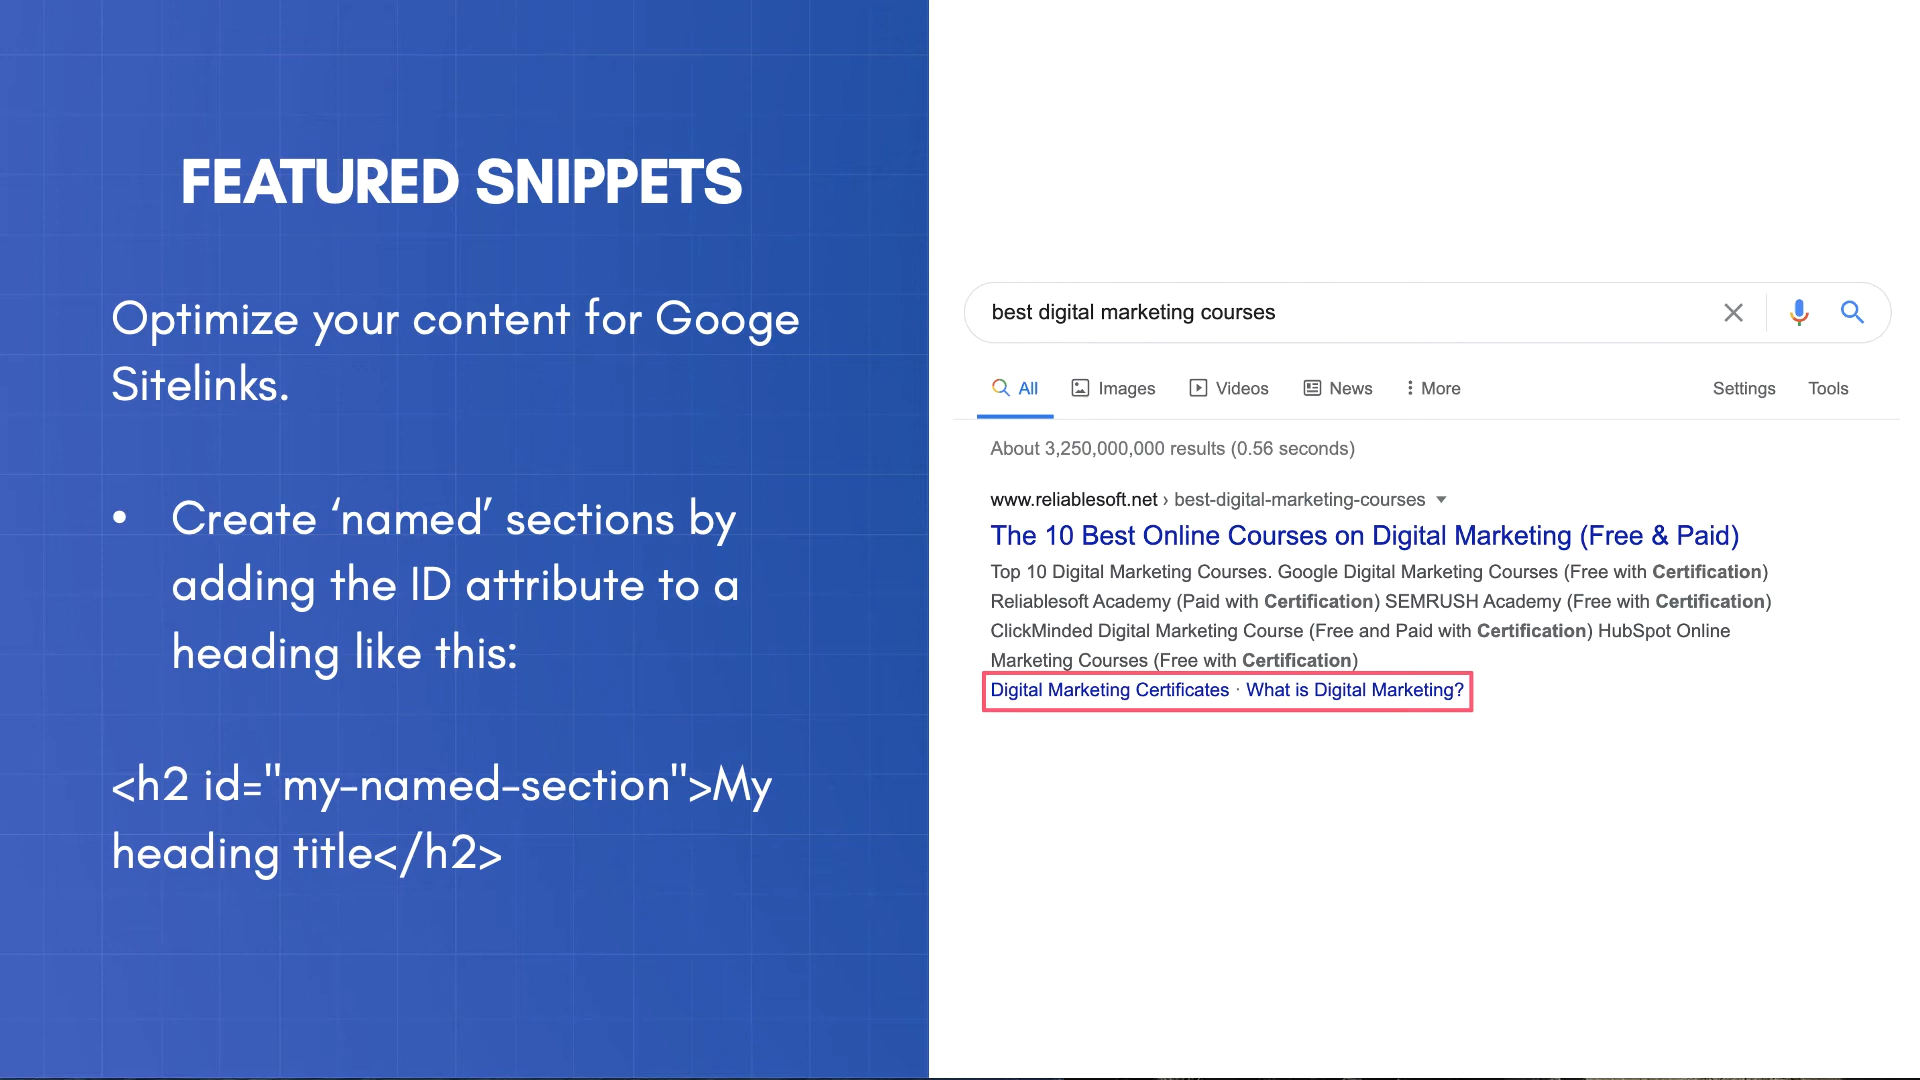 FEATURED SNIPPETS
Optimize your content for Googe
Sitelinks.
• Create ‘named’ sections by
adding the ID attribute to a
heading like this:
<h2 id="my-named-section">My
heading title</h2>
best digital marketing courses
All Images Videos News More Settings Tools
About 3,250,000,000 results (0.56 seconds)
www.reliablesoft.net › best-digital-marketing-courses
The 10 Best Online Courses on Digital Marketing (Free & Paid)
Top 10 Digital Marketing Courses. Google Digital Marketing Courses (Free with Certification)
Reliablesoft Academy (Paid with Certification) SEMRUSH Academy (Free with Certification)
ClickMinded Digital Marketing Course (Free and Paid with Certification) HubSpot Online
Marketing Courses (Free with Certification)
Digital Marketing Certificates · What is Digital Marketing?